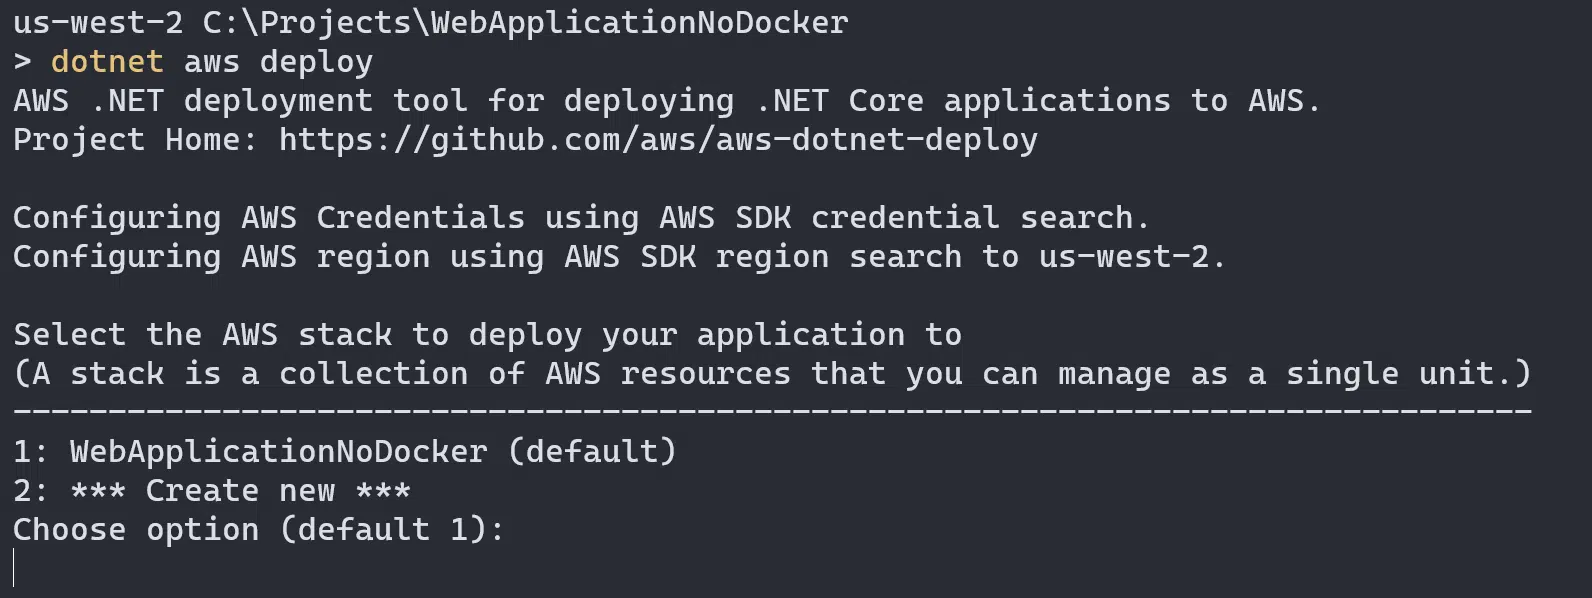 us-west-2 C:\Projects\WebApplicationNoDocker
> dotnet aws deploy
AWS .NET deployment tool for deploying .NET Core applications to AWS.
Project Home: https://github.com/aws/aws-dotnet-deploy
Configuring AWS Credentials using AWS SDK credential search.
Configuring AWS region using AWS SDK region search to us-west-2.
Select the AWS stack to deploy your application to
(A stack is a collection of AWS resources that you can manage as a single unit.)
--------------------------------------------------------------------------------
1: WebApplicationNoDocker (default)
2: *** Create new ***
Choose option (default 1):